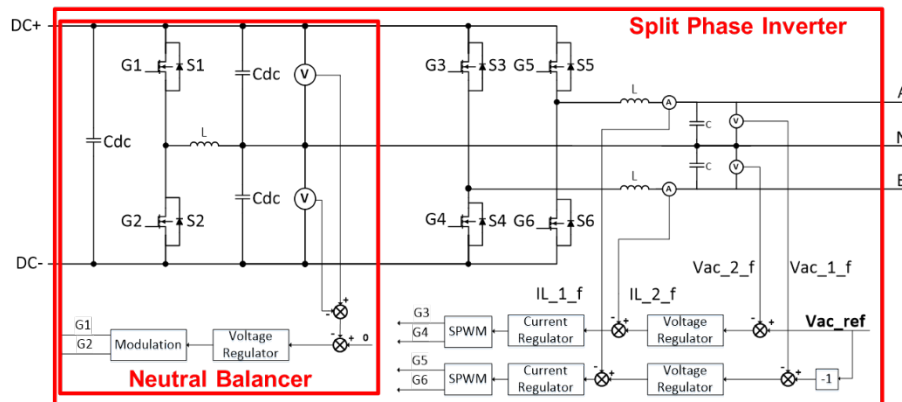 DC+
Split Phase Inverter
G1
S1
Cdc
V
G3
S3
G5
S5
L
A
A
Cdc
L
C
V
N
C
V
G2
S2
Cdc
V
L
A
G4
S4
G6
S6
DC-
IL_1_f
IL_2_f
Vac_2_f
Vac_1_f
+
-
G1
G2
Modulation
Voltage Regulator
-
+
0
G3
G4
SPWM
Current Regulator
-
+
Voltage Regulator
-
+
Vac_ref
G5
G6
SPWM
Current Regulator
-
+
Voltage Regulator
-
+
-1
Neutral Balancer